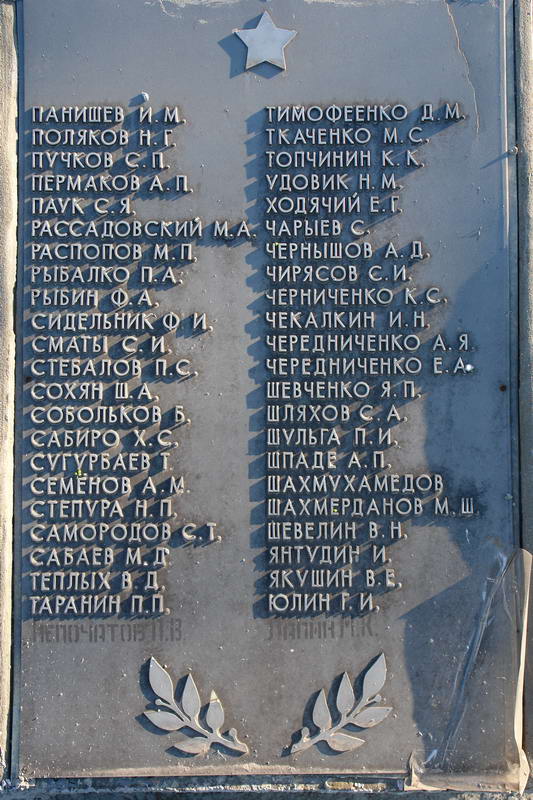 ПАНИШЕВ И. М.
ПОЛЯКОВ Н. Г.
ПУЧКОВ С. П.
ПЕРМАКОВ А. П.
ПАУК С. Я.
РАССАДОВСКИЙ М. А.
РАСПОПОВ М. П.
РЫБАЛКО П. А.
РЫБИН Ф. А.
СИДЕЛЬНИК Ф. И.
СМАТЫ С. И.
СТЕБАЛОВ П. С.
СОХЯН Ш. А.
СОБОЛЬКОВ Б.
САБИРО Х. С.
СУГУРБАЕВ Т.
СЕМЁНОВ А. М.
СТЕПУРА Н. П.
САМОРОДОВ С. Т.
САБАЕВ М. Д.
ТЕПЛЫХ В. Д.
ТАРАНИН П. П.
НЕПОЧАТОВ П. В.
ТИМОФЕЕНКО Д. М.
ТКАЧЕНКО М. С.
ТОПЧИНИН К. К.
УДОВИК Н. М.
ХОДЯЧИЙ Е. Г.
ЧАРЫЕВ С.
ЧЕРНЫШОВ А. Д.
ЧИРЯСОВ С. И.
ЧЕРНИЧЕНКО К. С.
ЧЕКАЛКИН И. Н.
ЧЕРЕДНИЧЕНКО А. Я.
ЧЕРЕДНИЧЕНКО Е. А.
ШЕВЧЕНКО Я. П.
ШЛЯХОВ С. А.
ШУЛЬГА П. И.
ШПАДЕ А. П.
ШАХМУХАМЕДОВ
ШАХМЕРДАНОВ М. Ш.
ШЕВЕЛИН В. Н.
ЯНТУДИН И.
ЯКУШИН В. Е.
ЮЛИН Г. И.
ЛАПИН М. К.